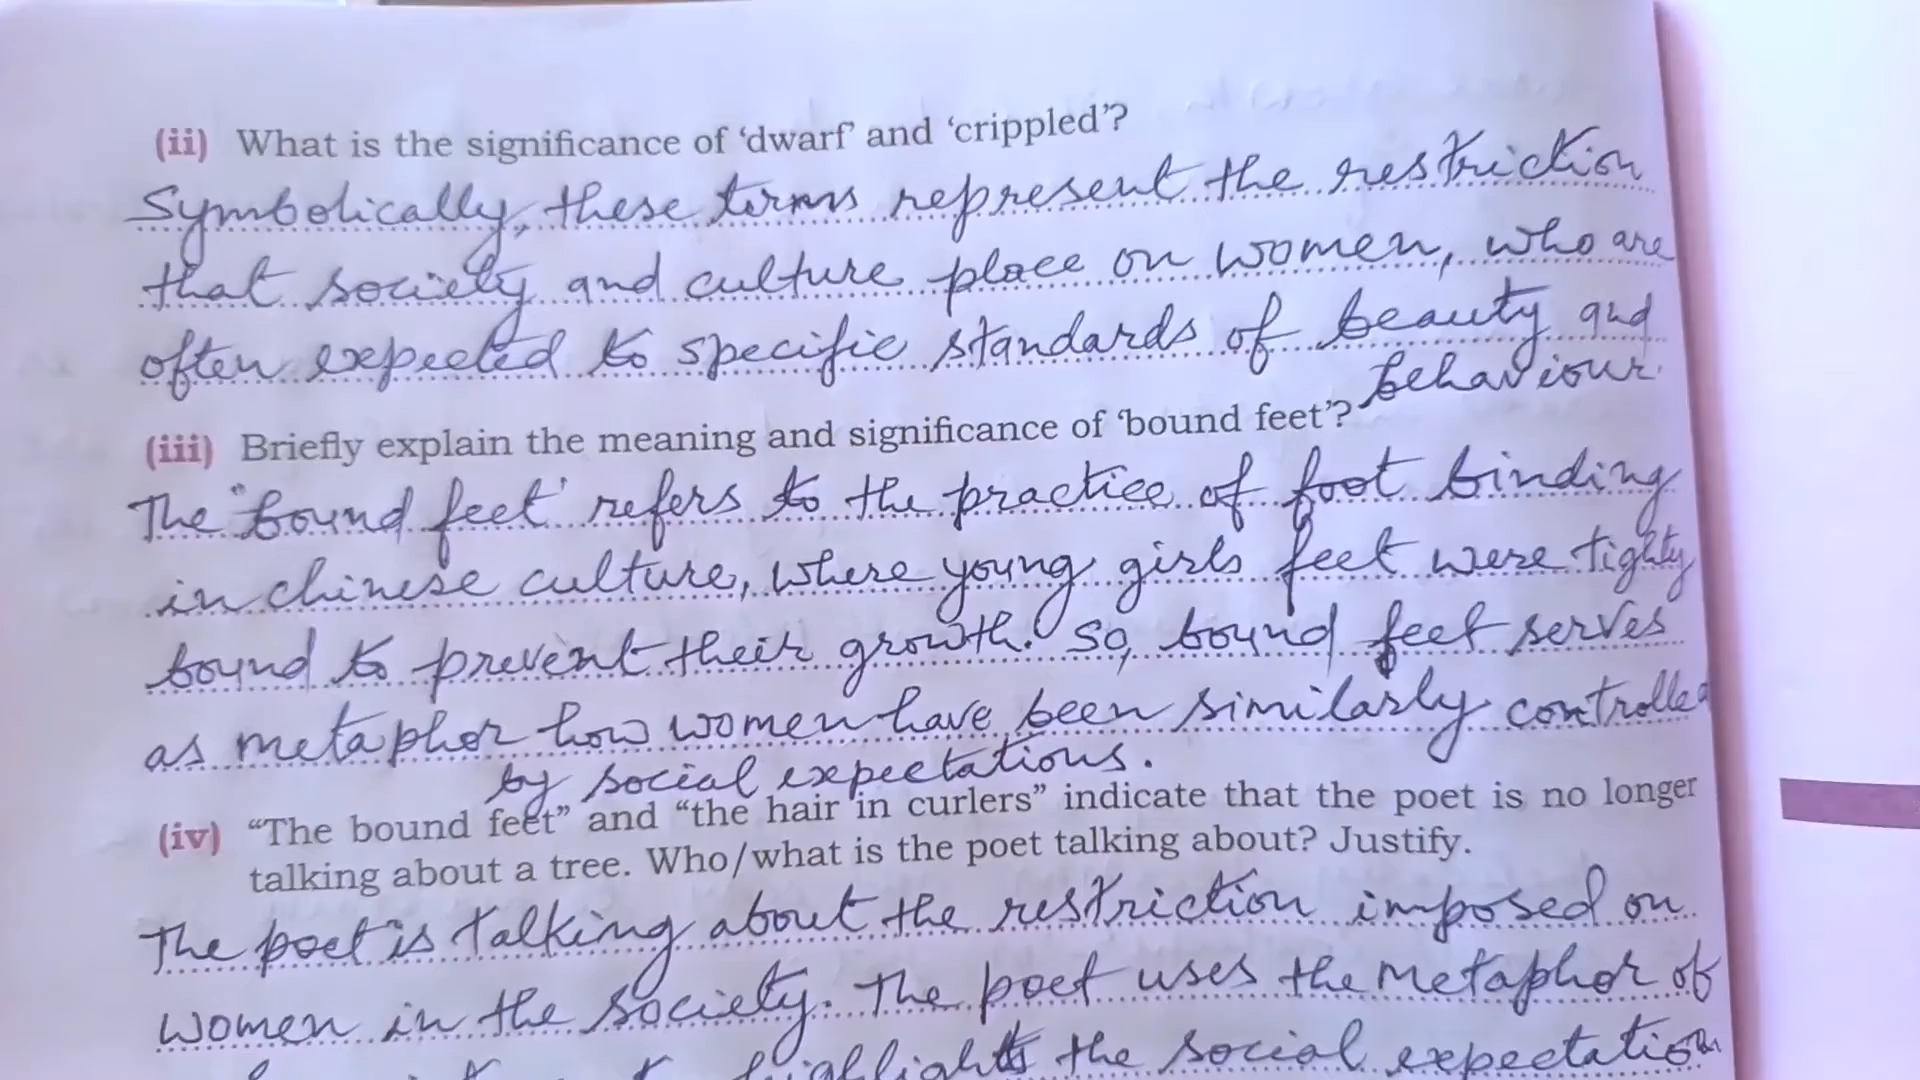 (ii) What is the significance of 'dwarf' and 'crippled'?
Symbolically, these terms represent the restriction
that society and culture place on women, who are
often expected to specific standards of beauty and
behaviour.
(iii) Briefly explain the meaning and significance of 'bound feet'?
The "bound feet' refers to the practice of foot binding
in chinese culture, where young girls feet were tighty
bound to prevent their growth. So, bound feet serves
as metaphor how women have been similarly controlled
by social expectations.
(iv) "The bound feet" and "the hair in curlers" indicate that the poet is no longer
talking about a tree. Who/what is the poet talking about? Justify.
The poet is talking about the restriction imposed on
women in the society. The poet uses the metaphor of
highlights the social expectation